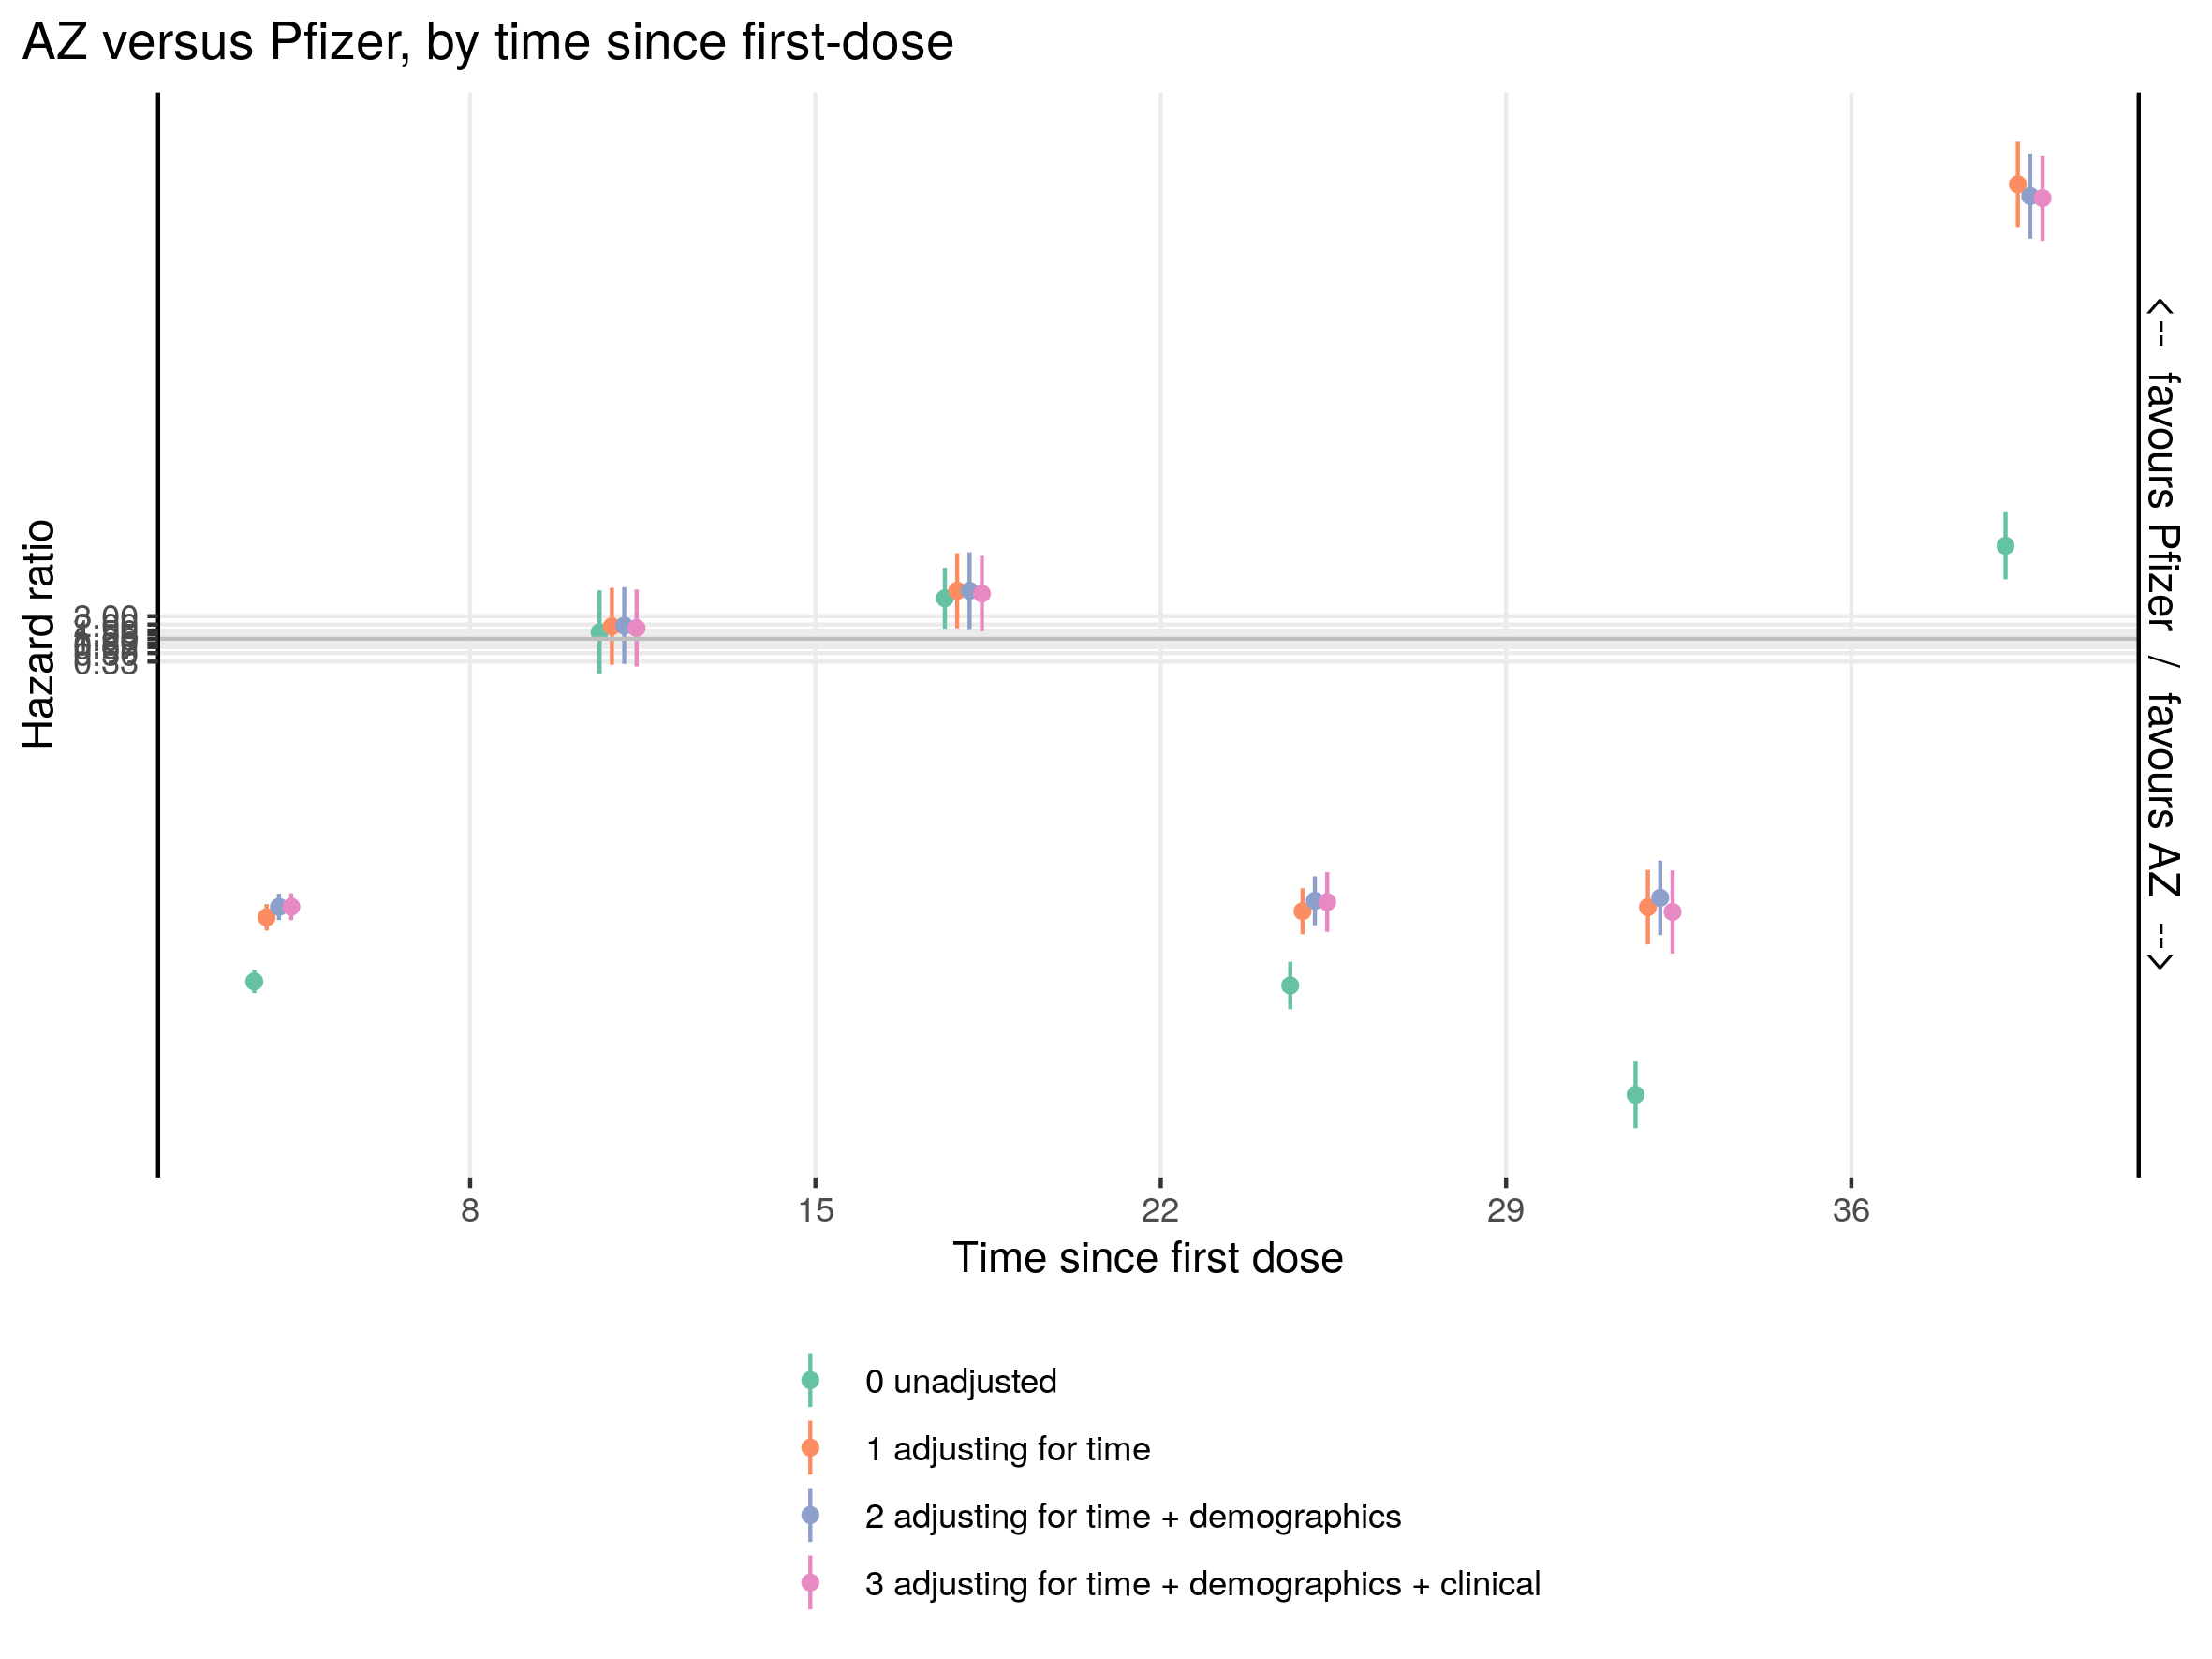 AZ versus Pfizer, by time since first-dose
Hazard ratio
3.00
0.33
<-- favours Pfizer / favours AZ -->
8 15 22 29 36
Time since first dose
0 unadjusted
1 adjusting for time
2 adjusting for time + demographics
3 adjusting for time + demographics + clinical